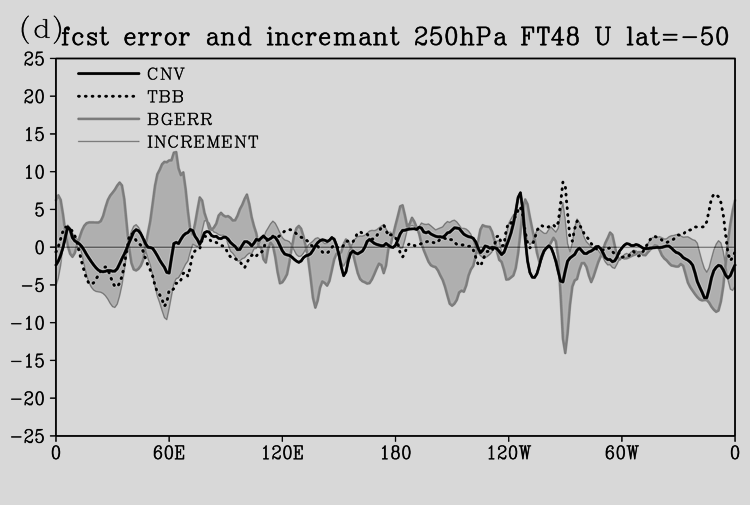 (d) fcst error and incremant 250hPa FT48 U lat=−50
25
CNV
20
TBB
15
BGERR
INCREMENT
10
5
0
−5
−10
−15
−20
−25
0 60E 120E 180 120W 60W 0